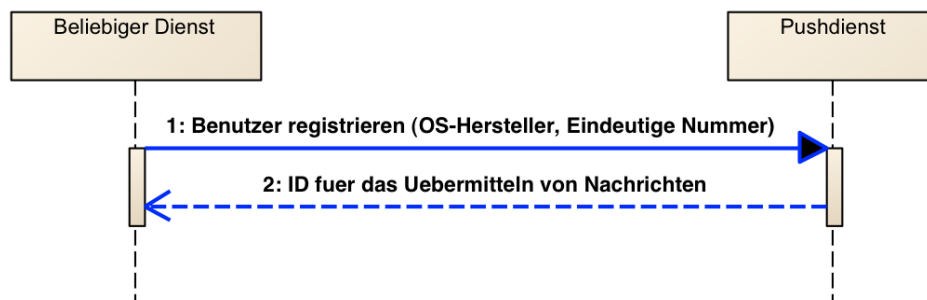 Beliebiger Dienst
Pushdienst
1: Benutzer registrieren (OS-Hersteller, Eindeutige Nummer)
2: ID fuer das Uebermitteln von Nachrichten